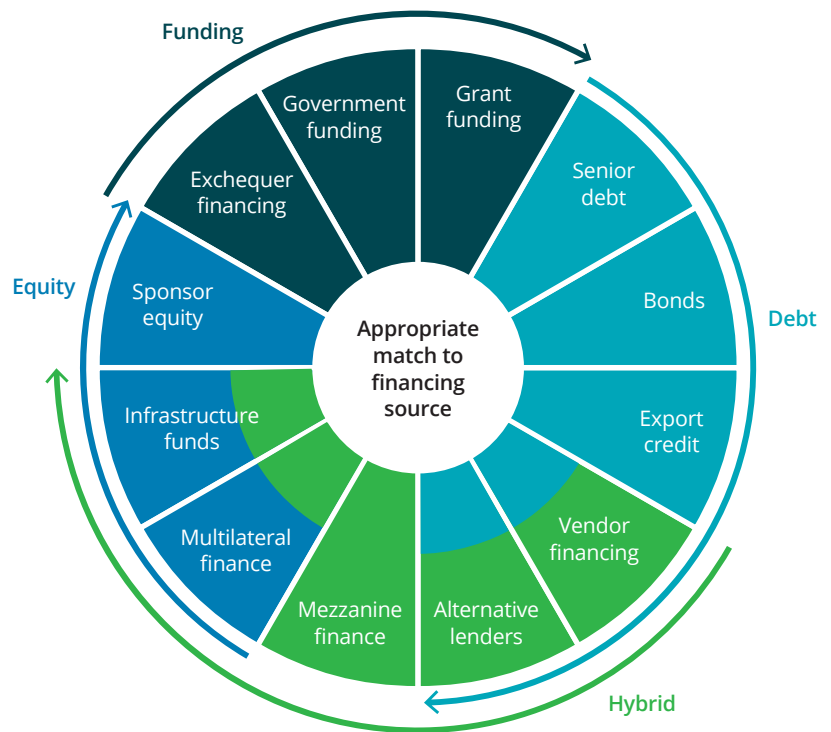 Funding
Government
funding
Grant
funding
Exchequer
financing
Senior
debt
Equity
Sponsor
equity
Bonds
Debt
Appropriate
match to
financing
source
Infrastructure
funds
Export
credit
Multilateral
finance
Vendor
financing
Mezzanine
finance
Alternative
lenders
Hybrid